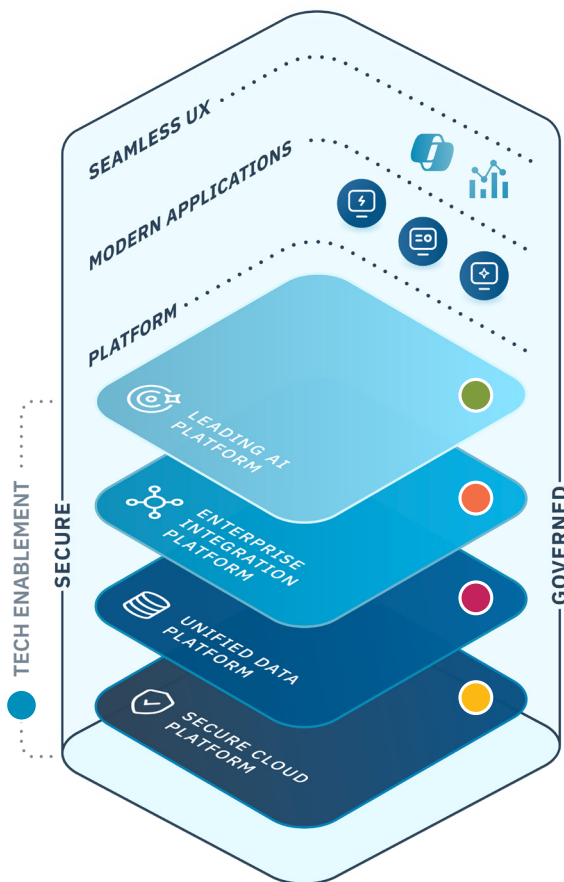 SEAMLESS UX
MODERN APPLICATIONS
PLATFORM
LEADING AI
PLATFORM
ENTERPRISE
INTEGRATION
PLATFORM
UNIFIED DATA
PLATFORM
SECURE CLOUD
PLATFORM
TECH ENABLEMENT
SECURE
GOVERNED